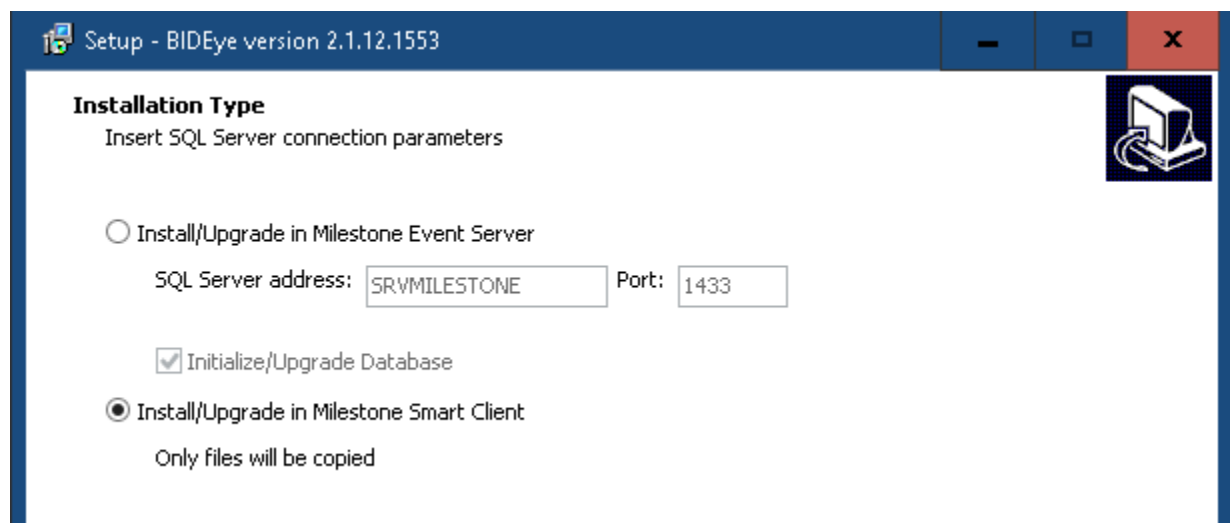 Setup - BIDEye version 2.1.12.1553
Installation Type
Insert SQL Server connection parameters
Install/Upgrade in Milestone Event Server
SQL Server address: SRVMILESTONE Port: 1433
Initialize/Upgrade Database
Install/Upgrade in Milestone Smart Client
Only files will be copied